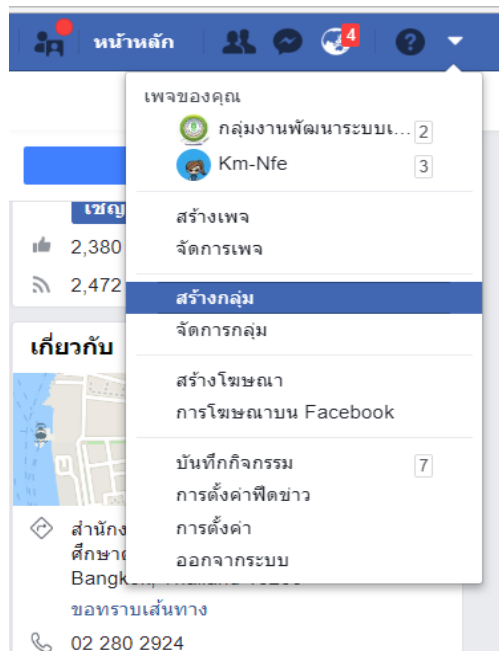 หน้าหลัก
4
เพจของคุณ
กลุ่มงานพัฒนาระบบเ... 2
Km-Nfe 3
สร้างเพจ
จัดการเพจ
สร้างกลุ่ม
จัดการกลุ่ม
สร้างโฆษณา
การโฆษณาบน Facebook
บันทึกกิจกรรม 7
การตั้งค่าฟีดข่าว
การตั้งค่า
ออกจากระบบ
เชิญ
2,380
2,472
เกี่ยวกับ
สำนักง
ศึกษา
Bangk
ขอทราบเส้นทาง
02 280 2924